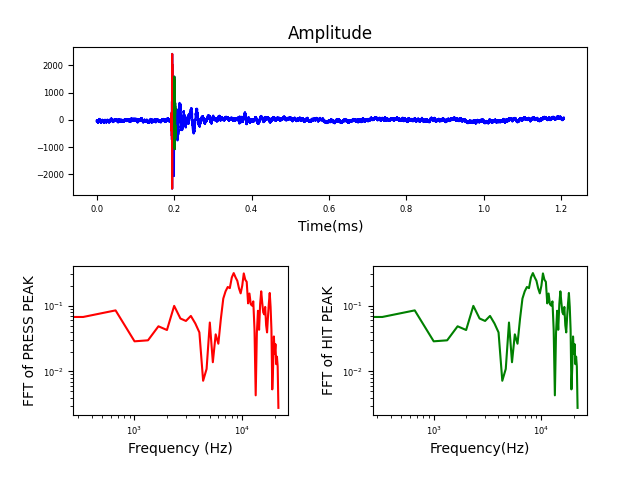 Amplitude
2000
1000
0
−1000
−2000
0.0 0.2 0.4 0.6 0.8 1.0 1.2
Time(ms)
FFT of PRESS PEAK
10⁻¹
10⁻²
10³ 10⁴
Frequency (Hz)
FFT of HIT PEAK
10⁻¹
10⁻²
10³ 10⁴
Frequency(Hz)